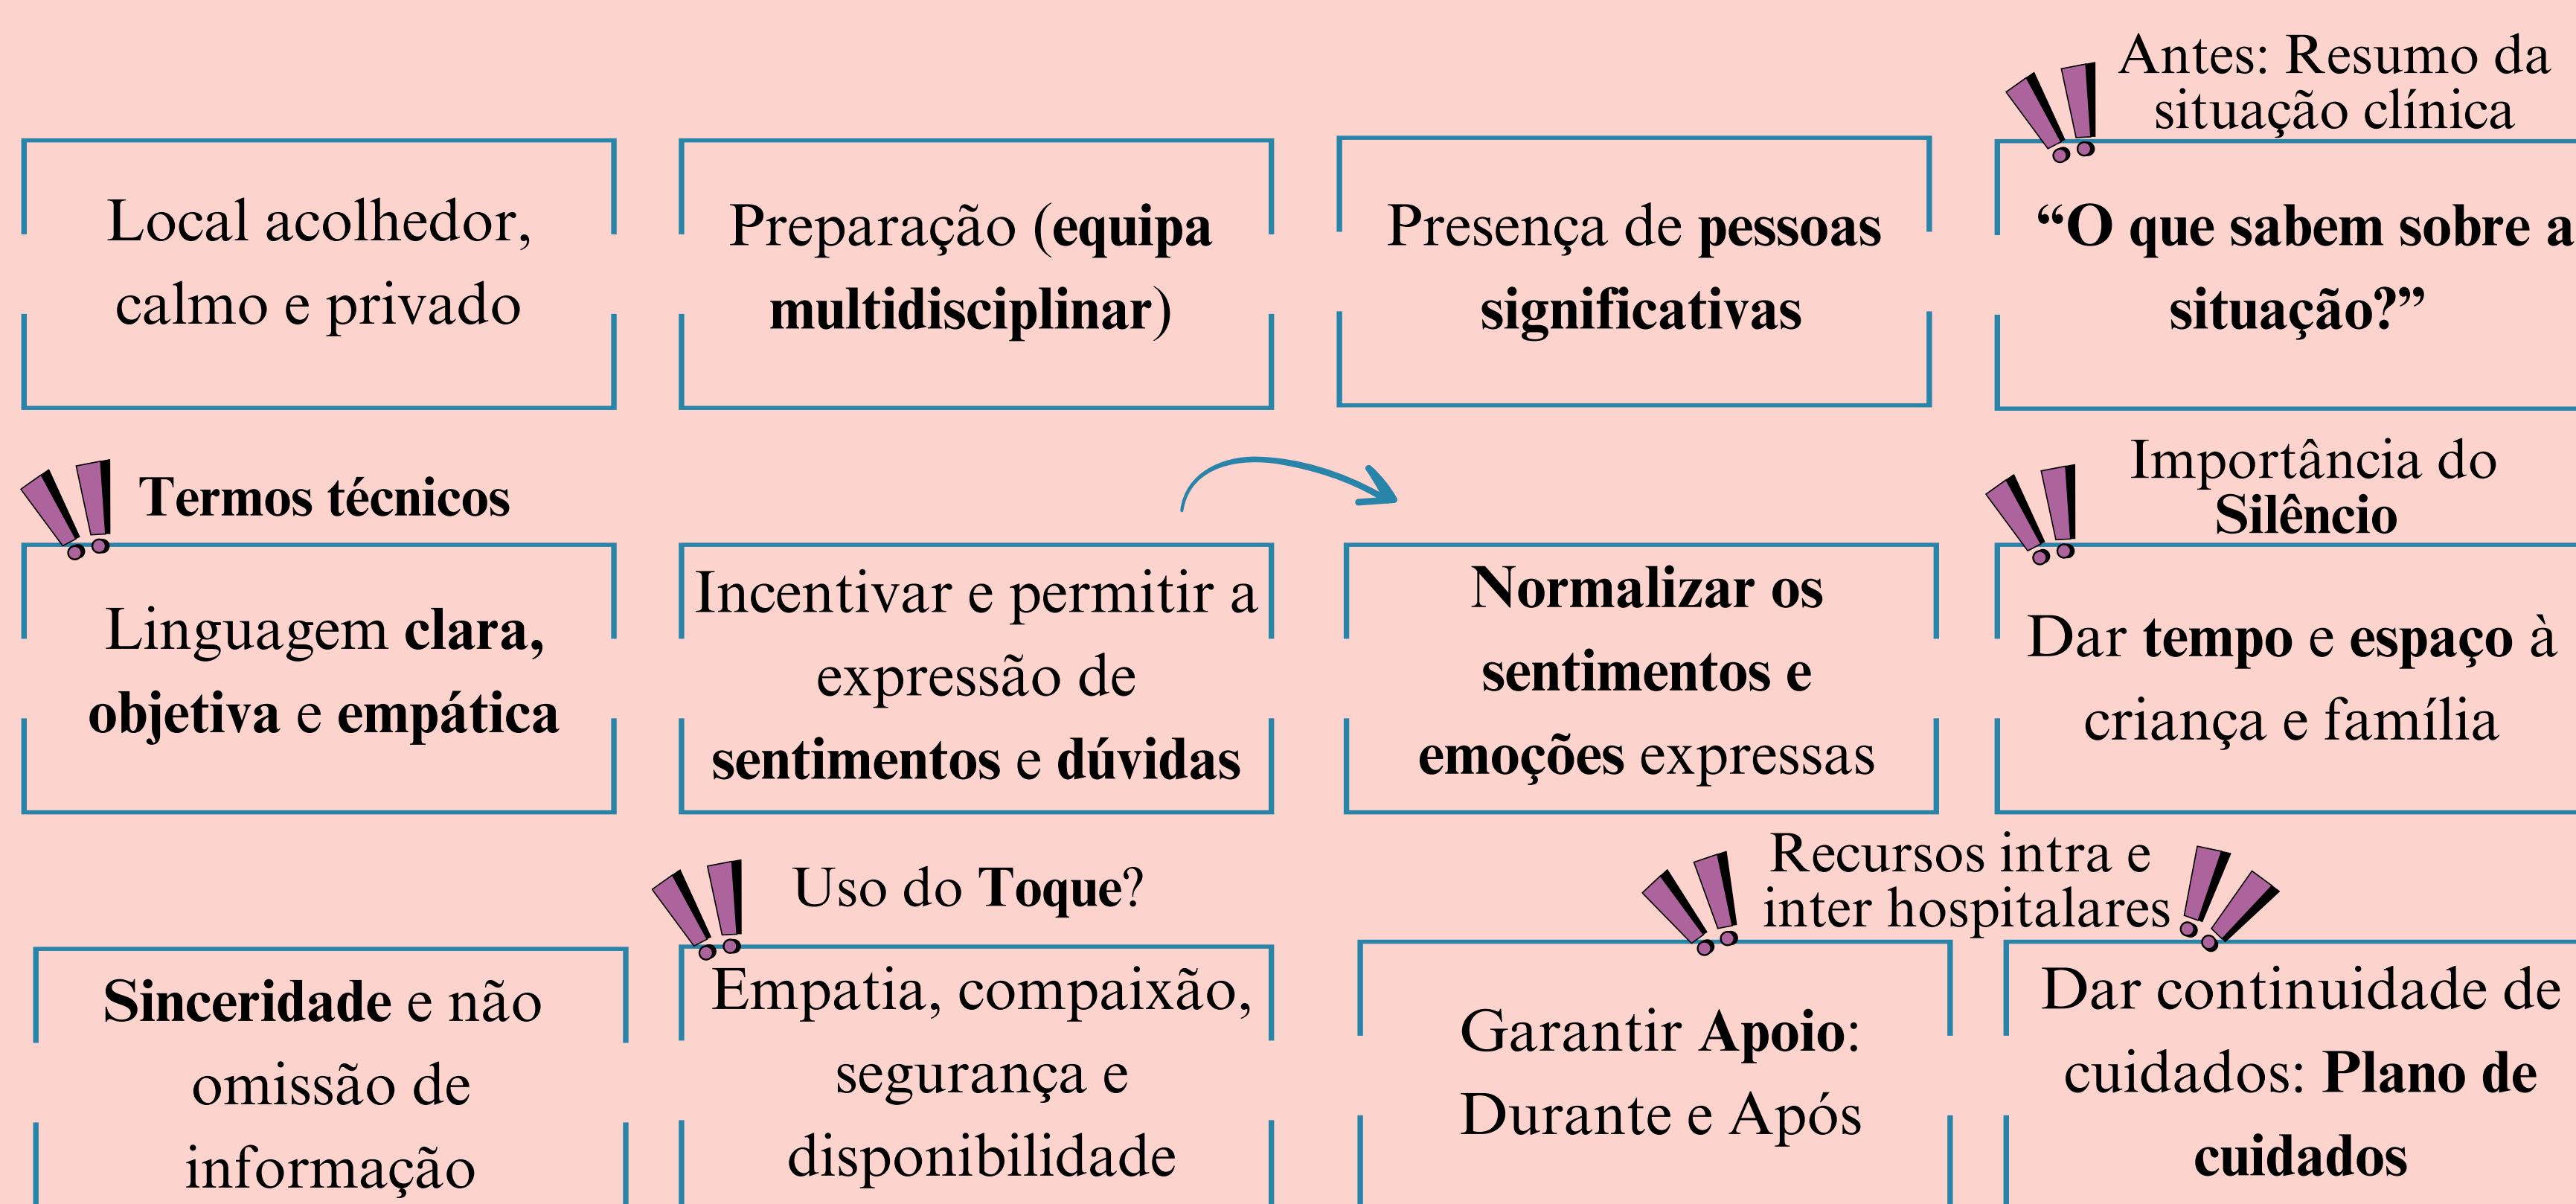 Local acolhedor,
calmo e privado
Preparação (equipa
multidisciplinar)
Presença de pessoas
significativas
Antes: Resumo da
situação clínica
“O que sabem sobre a
situação?”
Termos técnicos
Linguagem clara,
objetiva e empática
Incentivar e permitir a
expressão de
sentimentos e dúvidas
Normalizar os
sentimentos e
emoções expressas
Importância do
Silêncio
Dar tempo e espaço à
criança e família
Sinceridade e não
omissão de
informação
Uso do Toque?
Empatia, compaixão,
segurança e
disponibilidade
Recursos intra e
inter hospitalares
Garantir Apoio:
Durante e Após
Dar continuidade de
cuidados: Plano de
cuidados